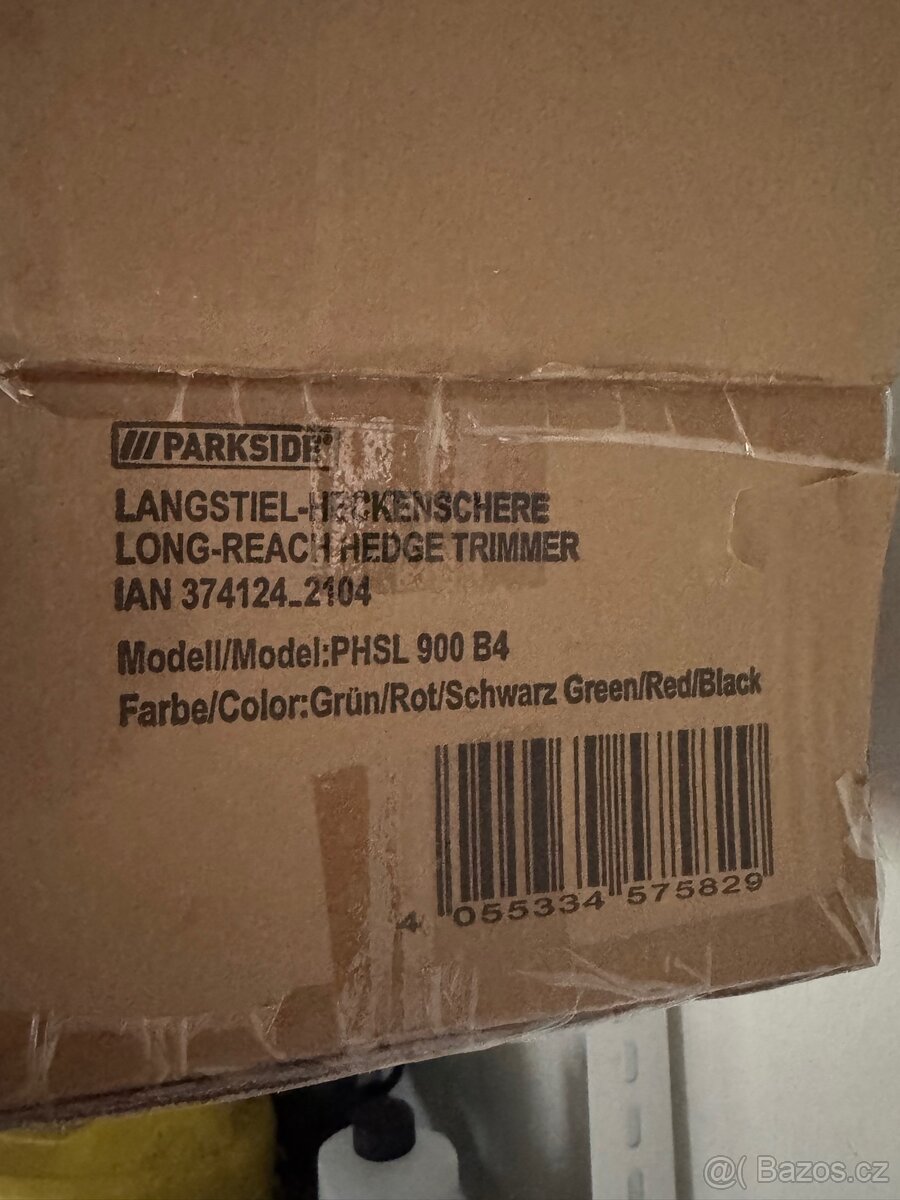 ///PARKSIDE®
LANGSTIEL-HECKENSCHERE
LONG-REACH HEDGE TRIMMER
IAN 374124_2104
Modell/Model:PHSL 900 B4
Farbe/Color:Grün/Rot/Schwarz Green/Red/Black
4 055334 575829
@( Bazos.cz